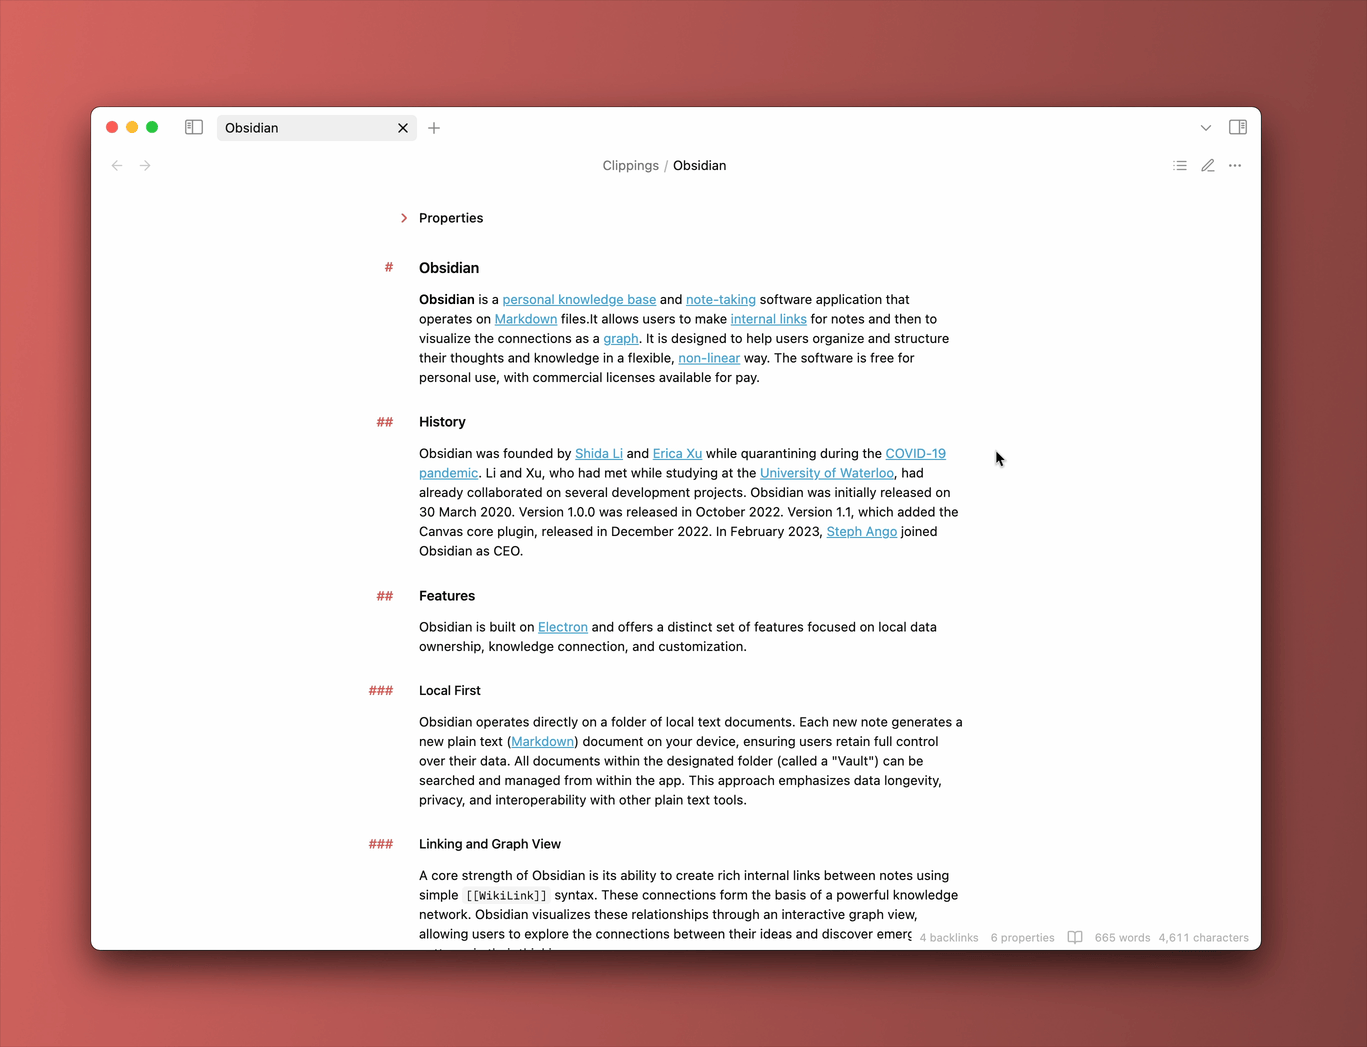 Obsidian
Clippings / Obsidian
Properties
# Obsidian
Obsidian is a personal knowledge base and note-taking software application that
operates on Markdown files.It allows users to make internal links for notes and then to
visualize the connections as a graph. It is designed to help users organize and structure
their thoughts and knowledge in a flexible, non-linear way. The software is free for
personal use, with commercial licenses available for pay.
## History
Obsidian was founded by Shida Li and Erica Xu while quarantining during the COVID-19
pandemic. Li and Xu, who had met while studying at the University of Waterloo, had
already collaborated on several development projects. Obsidian was initially released on
30 March 2020. Version 1.0.0 was released in October 2022. Version 1.1, which added the
Canvas core plugin, released in December 2022. In February 2023, Steph Ango joined
Obsidian as CEO.
## Features
Obsidian is built on Electron and offers a distinct set of features focused on local data
ownership, knowledge connection, and customization.
### Local First
Obsidian operates directly on a folder of local text documents. Each new note generates a
new plain text (Markdown) document on your device, ensuring users retain full control
over their data. All documents within the designated folder (called a "Vault") can be
searched and managed from within the app. This approach emphasizes data longevity,
privacy, and interoperability with other plain text tools.
### Linking and Graph View
A core strength of Obsidian is its ability to create rich internal links between notes using
simple [[WikiLink]] syntax. These connections form the basis of a powerful knowledge
network. Obsidian visualizes these relationships through an interactive graph view,
allowing users to explore the connections between their ideas and discover emerg
4 backlinks 6 properties 665 words 4,611 characters